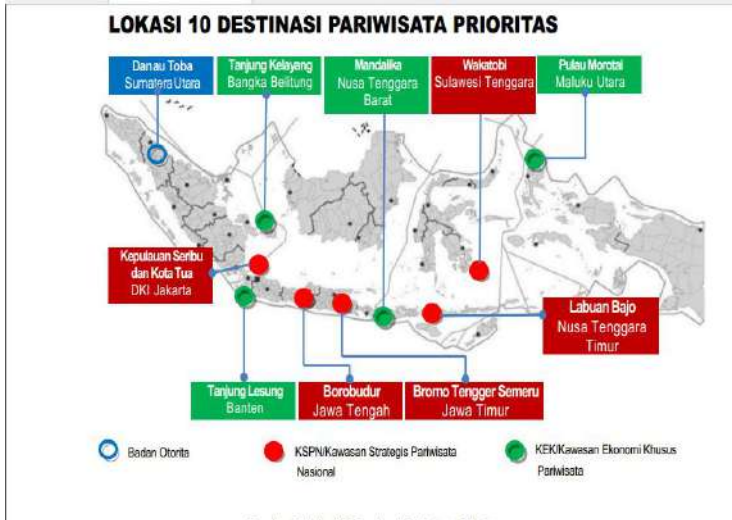 LOKASI 10 DESTINASI PARIWISATA PRIORITAS
Danau Toba
Sumatera Utara
Tanjung Kelayang
Bangka Belitung
Mandalika
Nusa Tenggara
Barat
Wakatobi
Sulawesi Tenggara
Pulau Morotai
Maluku Utara
Kepulauan Seribu
dan Kota Tua
DKI Jakarta
Labuan Bajo
Nusa Tenggara
Timur
Tanjung Lesung
Banten
Borobudur
Jawa Tengah
Bromo Tengger Semeru
Jawa Timur
Badan Otorita
KSPN/Kawasan Strategis Pariwisata
Nasional
KEK/Kawasan Ekonomi Khusus
Pariwisata